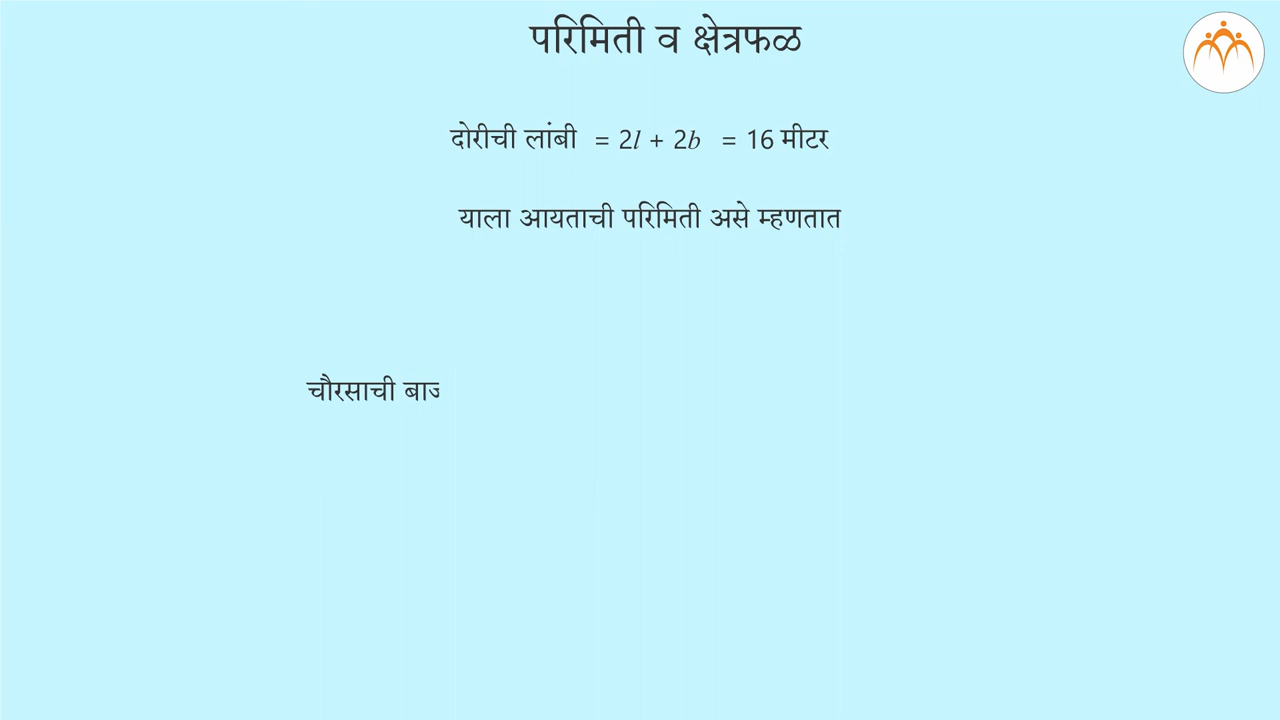 परिमिती व क्षेत्रफळ
दोरीची लांबी = 2l + 2b = 16 मीटर
याला आयताची परिमिती असे म्हणतात
चौरसाची